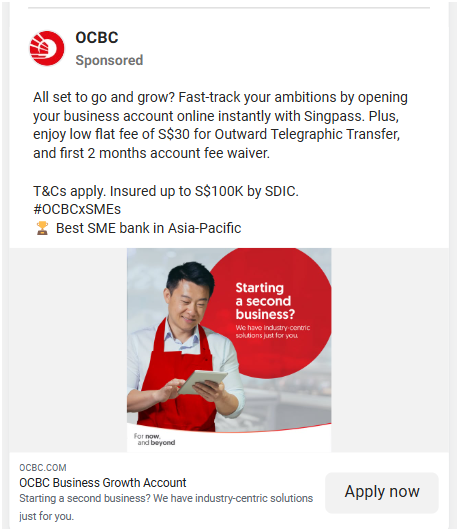 OCBC
Sponsored
All set to go and grow? Fast-track your ambitions by opening
your business account online instantly with Singpass. Plus,
enjoy low flat fee of S$30 for Outward Telegraphic Transfer,
and first 2 months account fee waiver.
T&Cs apply. Insured up to S$100K by SDIC.
#OCBCxSMEs
🏆 Best SME bank in Asia-Pacific
Starting
a second
business?
We have industry-centric
solutions just for you.
For now,
and beyond
OCBC.COM
OCBC Business Growth Account
Starting a second business? We have industry-centric solutions
just for you.
Apply now